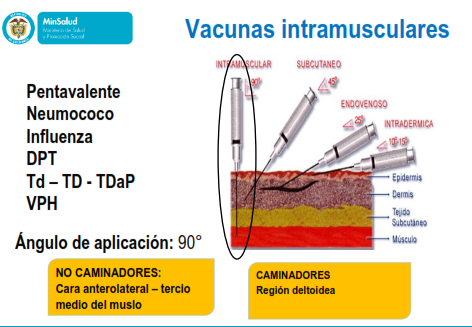 MinSalud
Ministerio de Salud
y Protección Social
Vacunas intramusculares
INTRAMUSCULAR
90°
SUBCUTANEO
45°
ENDOVENOSO
25°
INTRADERMICA
10°-15°
Epidermis
Dermis
Tejido
Subcutáneo
Músculo
Pentavalente
Neumococo
Influenza
DPT
Td – TD - TDaP
VPH
Ángulo de aplicación: 90°
NO CAMINADORES:
Cara anterolateral – tercio
medio del muslo
CAMINADORES
Región deltoidea